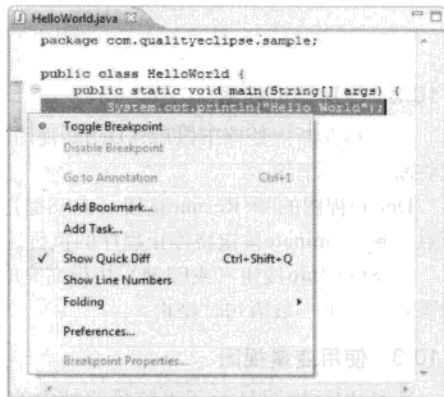 HelloWorld.java
package com.qualityeclipse.sample;
public class HelloWorld {
public static void main(String[] args) {
System.out.println("Hello World");
Toggle Breakpoint
Disable Breakpoint
Go to Annotation Ctrl+1
Add Bookmark...
Add Task...
Show Quick Diff Ctrl+Shift+Q
Show Line Numbers
Folding
Preferences...
Breakpoint Properties...